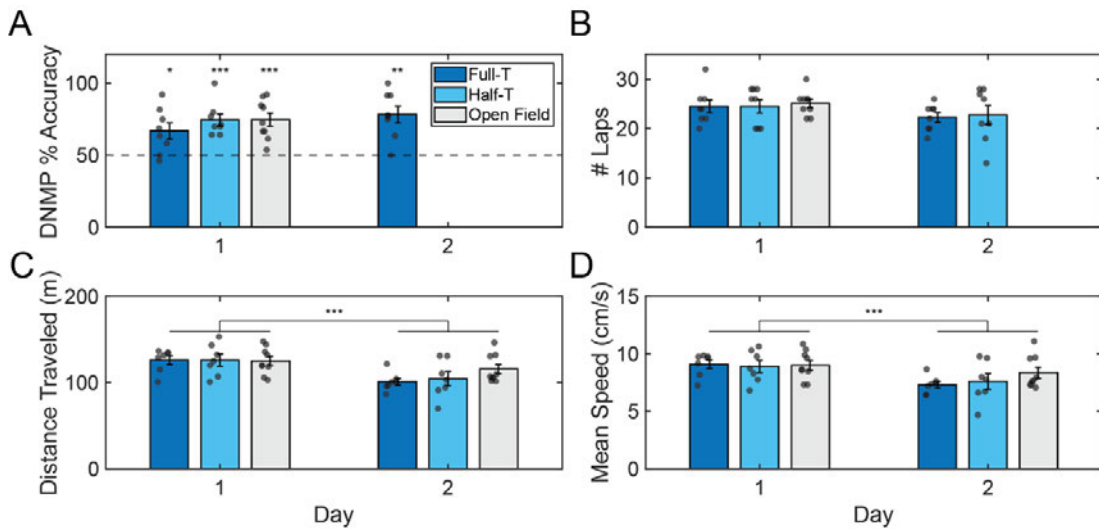 A
DNMP % Accuracy
100
50
0
* *** *** **
Full-T
Half-T
Open Field
1 2
B
# Laps
30
20
10
0
1 2
C
Distance Traveled (m)
200
100
0
***
1 2
Day
D
Mean Speed (cm/s)
15
10
5
0
***
1 2
Day